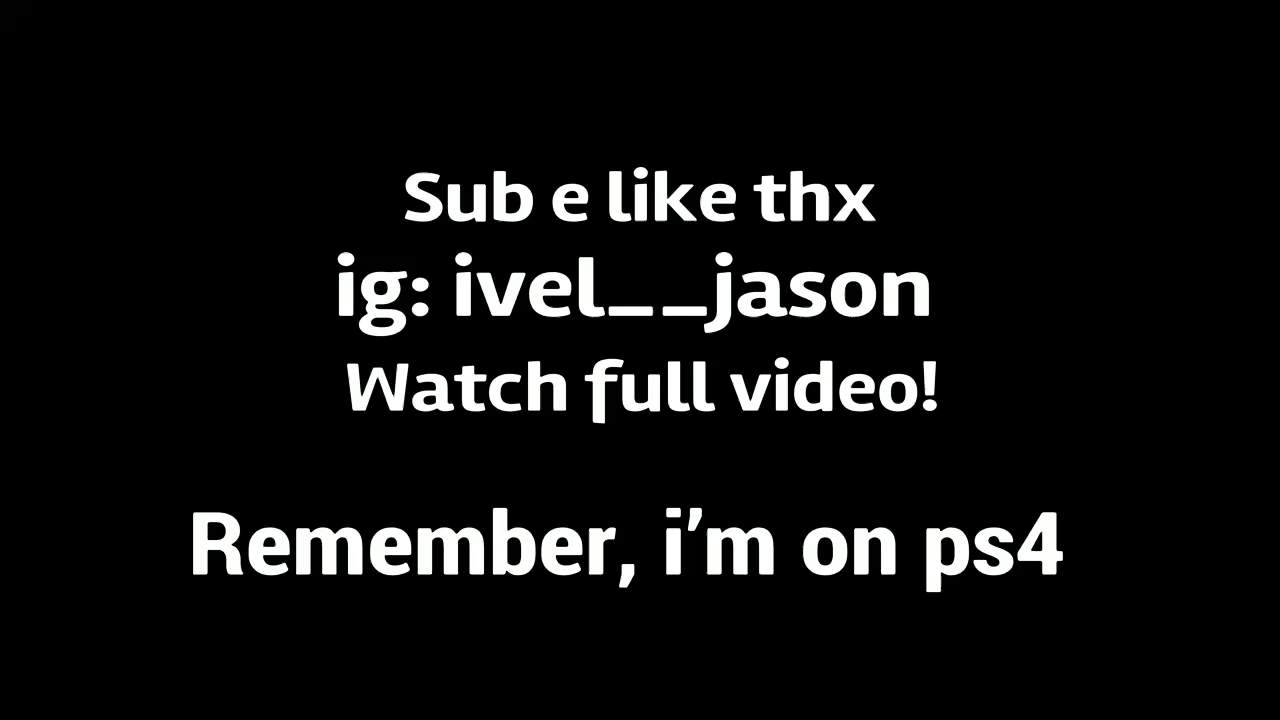 Sub e like thx
ig: ivel__jason
Watch full video!
Remember, i'm on ps4